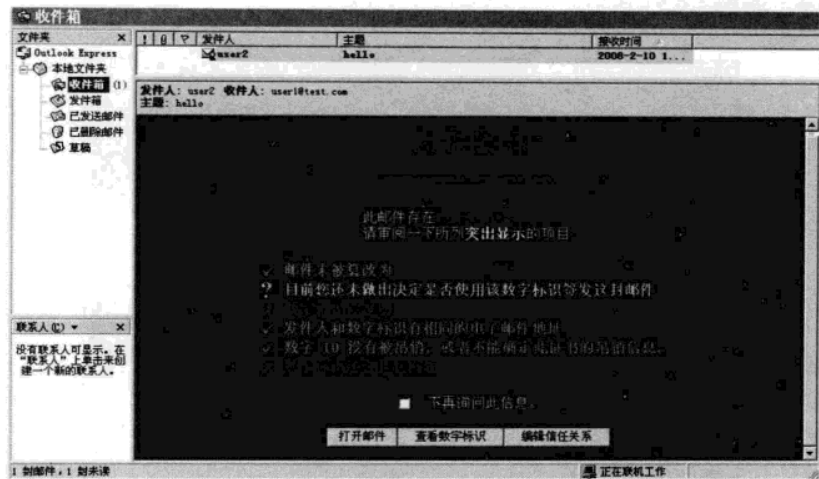 收件箱
文件夹 ×
! 0 发件人 主题 接收时间
Outlook Express
user2 hello 2006-2-10 1...
本地文件夹
收件箱 (1)
发件箱
已发送邮件
已删除邮件
草稿
发件人: user2 收件人: user1@test.com
主题: hello
此邮件存在
请审阅一下所列突出显示的项目
邮件未被篡改为
? 目前您还未做出决定是否使用该数字标识签发这封邮件
发件人和数字标识有相同的电子邮件地址
数字 ID 没有被吊销，或者不能确定此证书的吊销信息。
不再询问此信息。
打开邮件 查看数字标识 编辑信任关系
联系人(C) ▾ ×
没有联系人可显示。在
“联系人”上单击来创
建一个新的联系人。
1 封邮件，1 封未读 正在联机工作